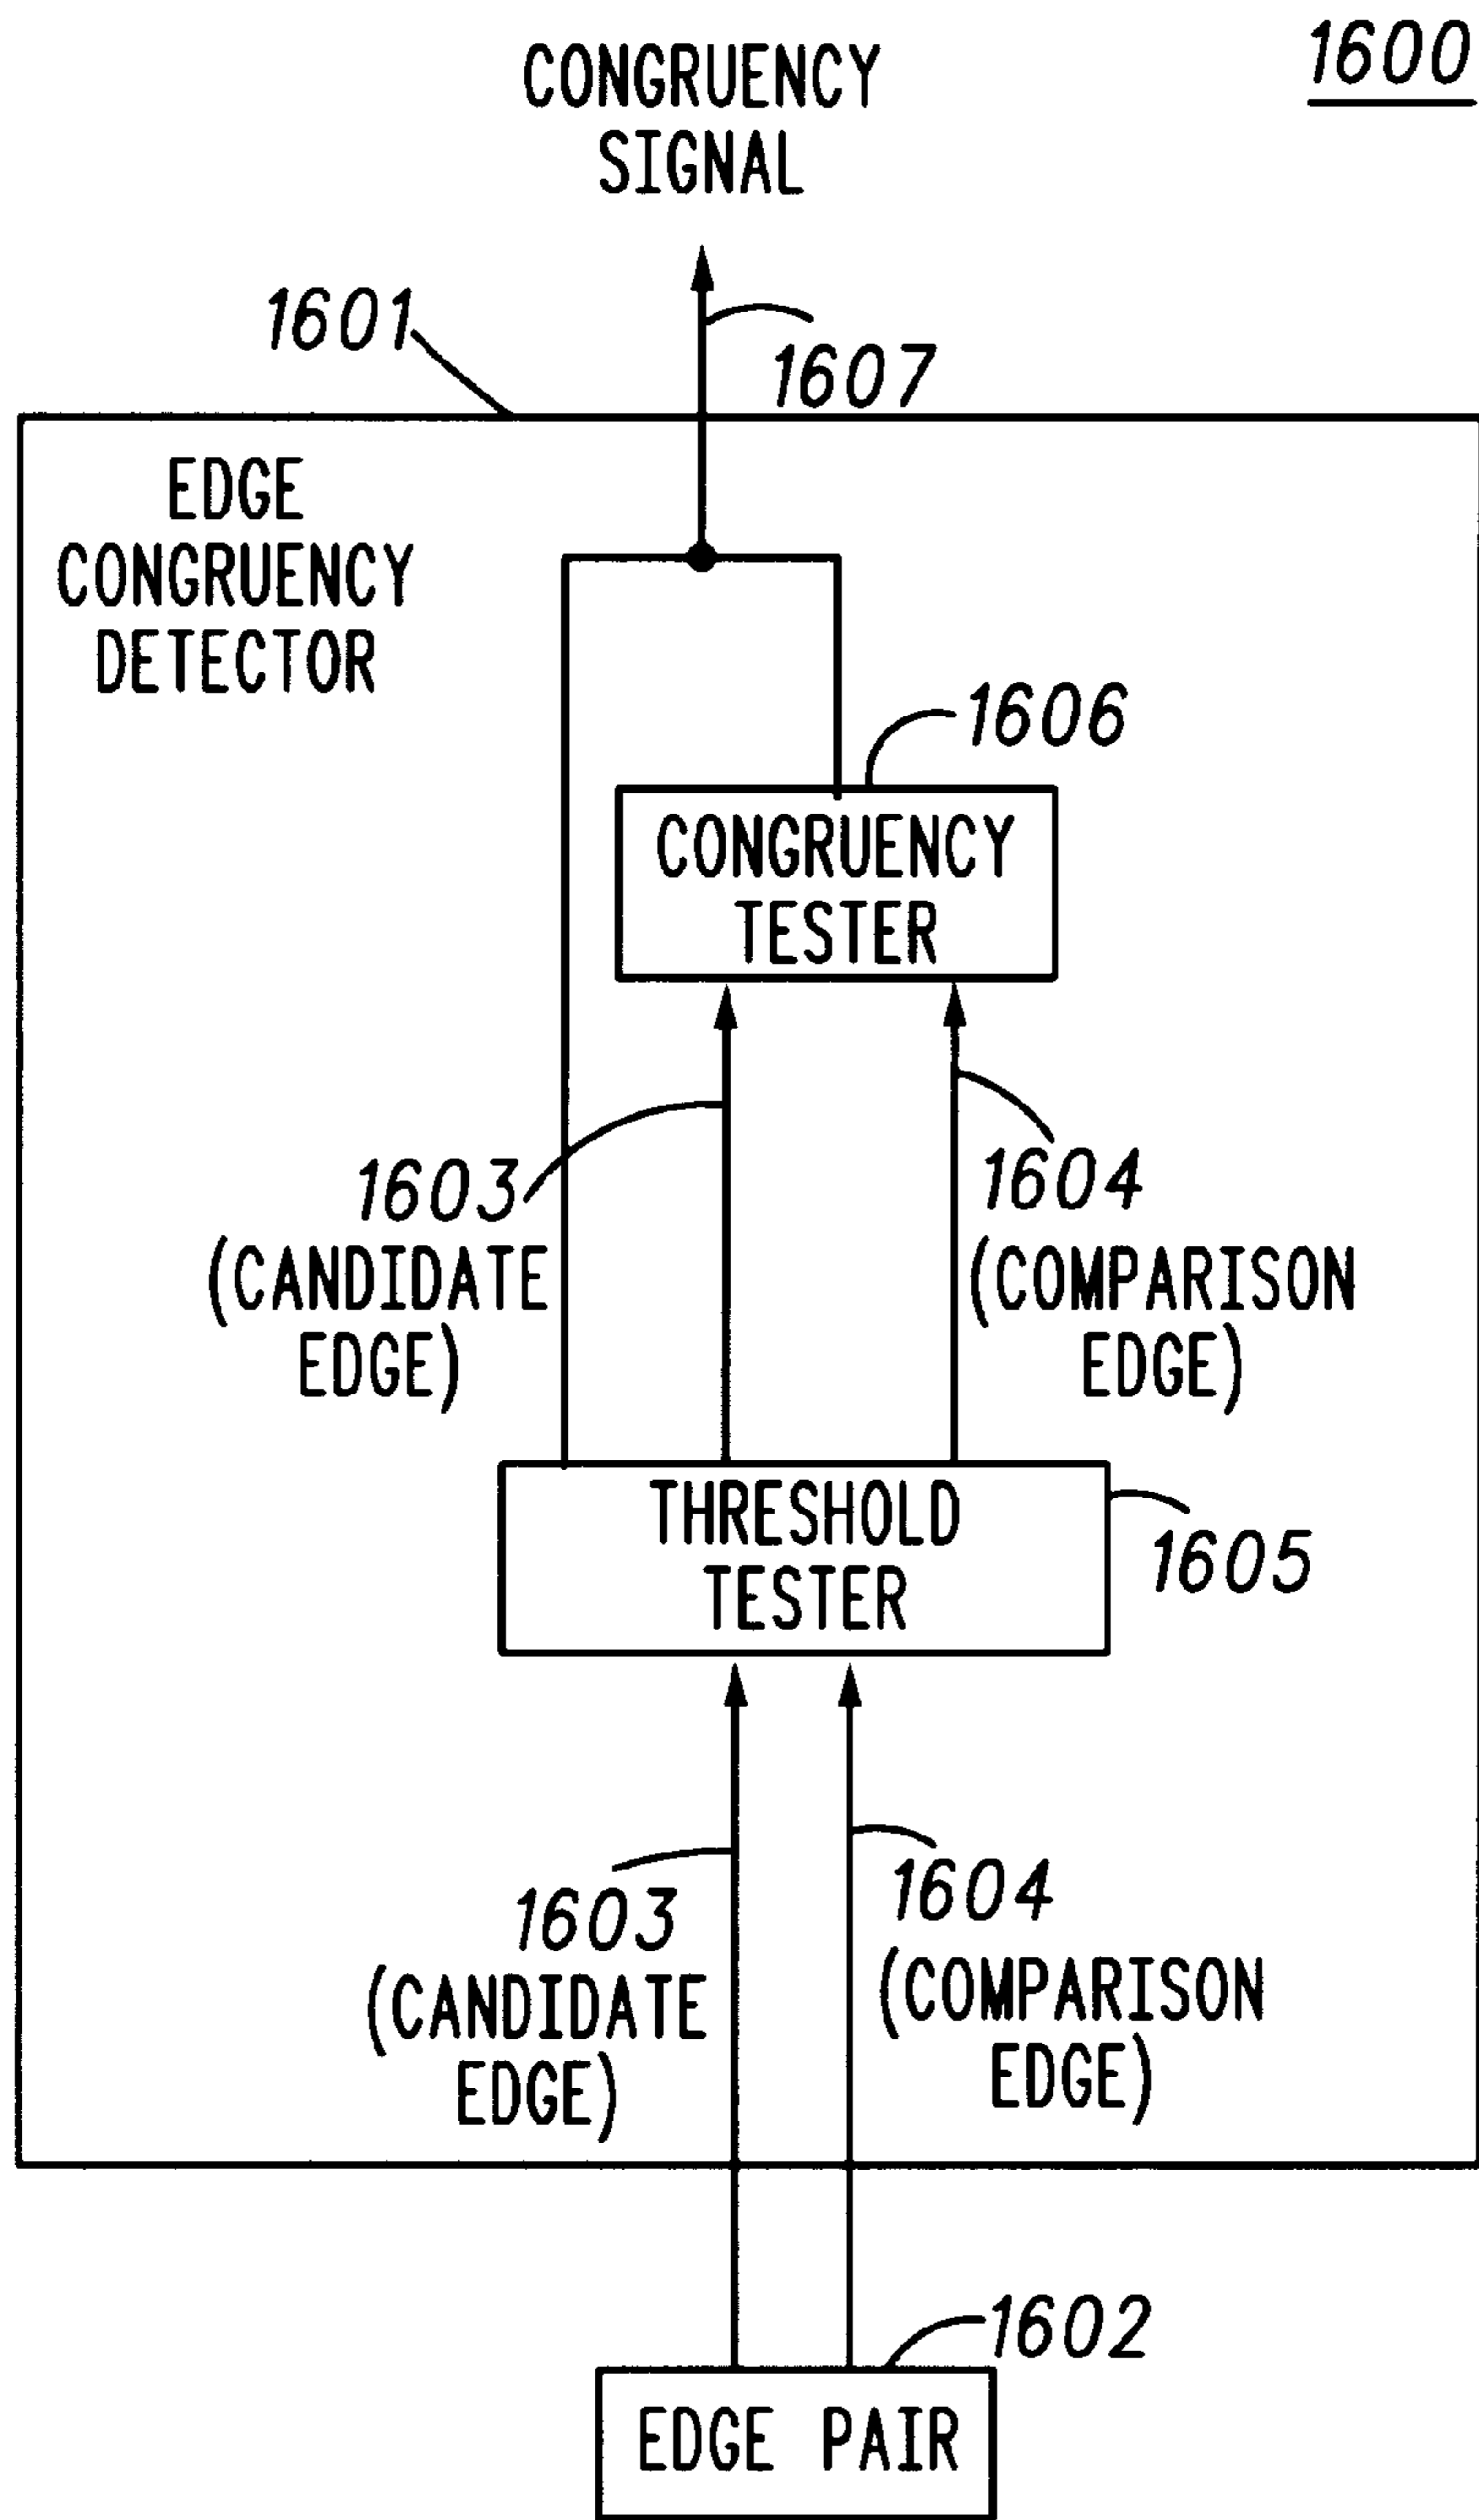 1600
CONGRUENCY
SIGNAL
1601
1607
EDGE
CONGRUENCY
DETECTOR
1606
CONGRUENCY
TESTER
1603
(CANDIDATE
EDGE)
1604
(COMPARISON
EDGE)
THRESHOLD
TESTER
1605
1603
(CANDIDATE
EDGE)
1604
(COMPARISON
EDGE)
1602
EDGE PAIR